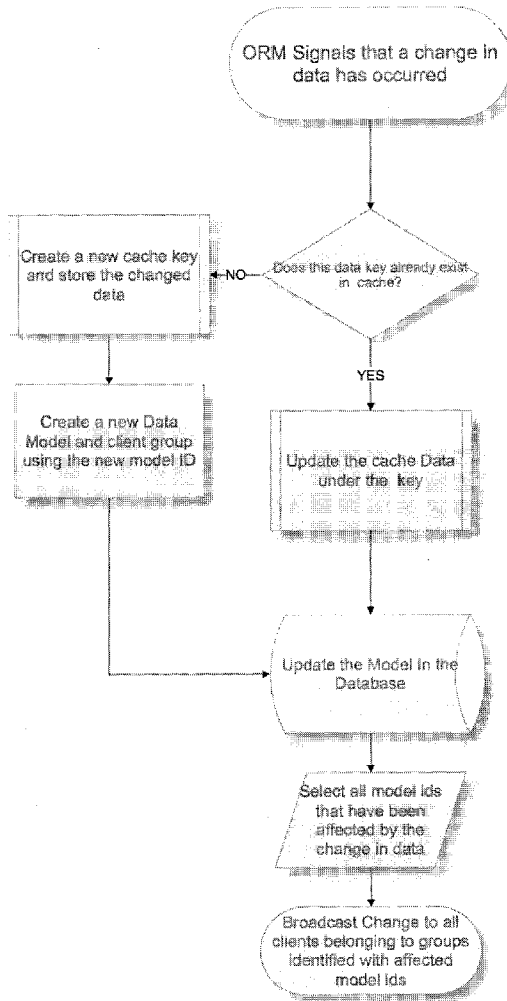 ORM Signals that a change in
data has occurred
Does this data key already exist
in cache?
NO
Create a new cache key
and store the changed
data
YES
Create a new Data
Model and client group
using the new model ID
Update the cache Data
under the key
Update the Model In the
Database
Select all model ids
that have been
affected by the
change in data
Broadcast Change to all
clients belonging to groups
identified with affected
model ids